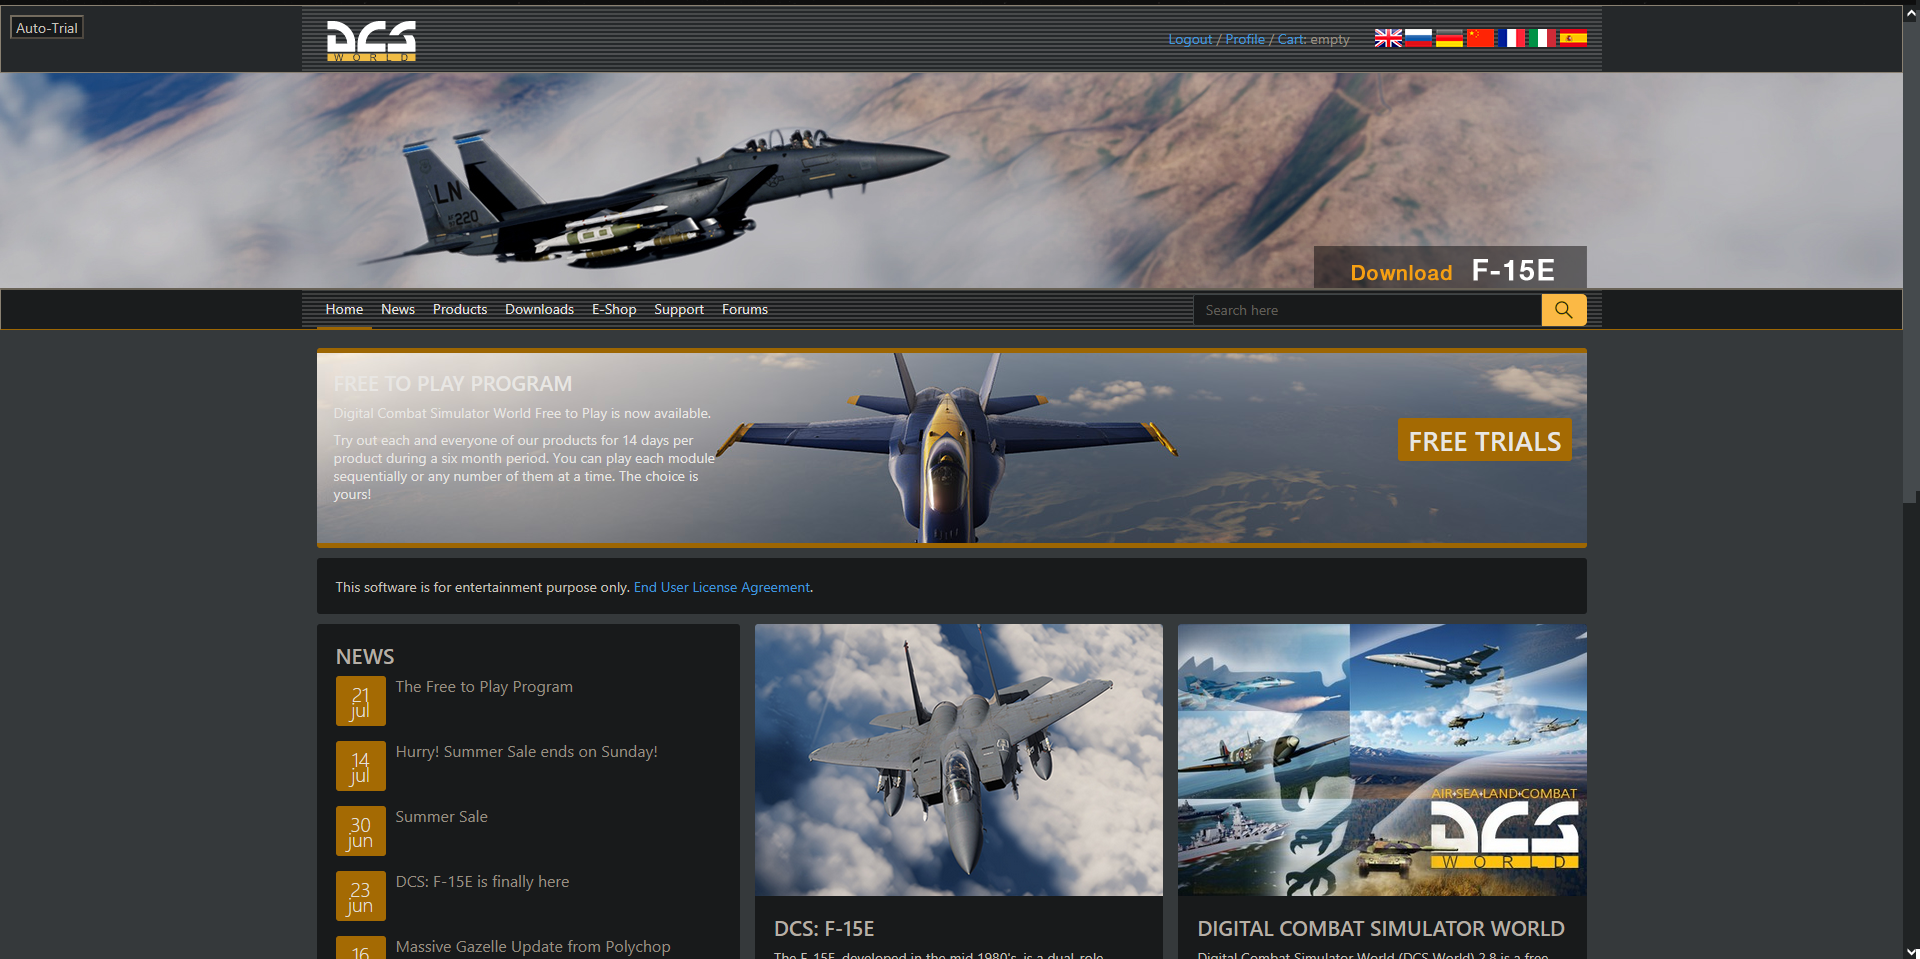 Auto-Trial
DCS
WORLD
Logout / Profile / Cart: empty
LN
220
Download F-15E
Home News Products Downloads E-Shop Support Forums
Search here
FREE TO PLAY PROGRAM
Digital Combat Simulator World Free to Play is now available.
Try out each and everyone of our products for 14 days per
product during a six month period. You can play each module
sequentially or any number of them at a time. The choice is
yours!
FREE TRIALS
This software is for entertainment purpose only. End User License Agreement.
NEWS
21
jul
The Free to Play Program
14
jul
Hurry! Summer Sale ends on Sunday!
30
jun
Summer Sale
23
jun
DCS: F-15E is finally here
16
Massive Gazelle Update from Polychop
DCS: F-15E
The F-15E, developed in the mid 1980's, is a dual-role
AIR•SEA•LAND•COMBAT
DCS
WORLD
DIGITAL COMBAT SIMULATOR WORLD
Digital Combat Simulator World (DCS World) 2.8 is a free